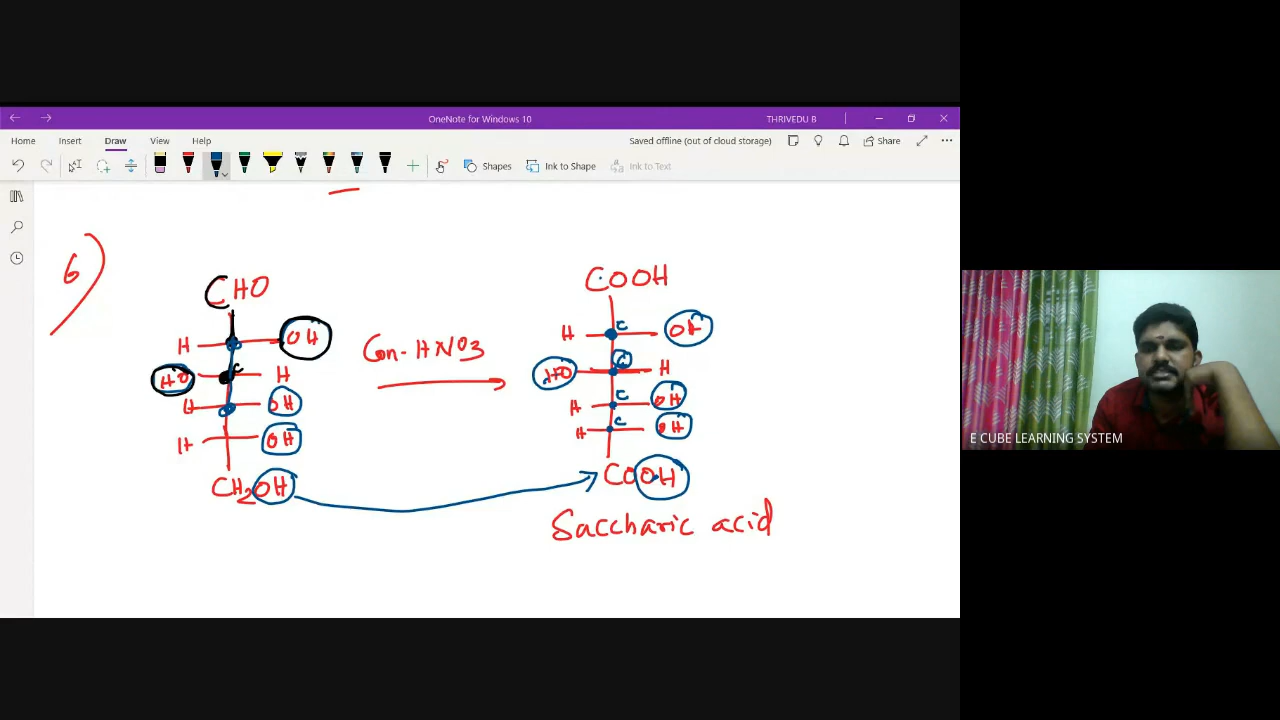 OneNote for Windows 10
THRIVEDU B
Home Insert Draw View Help
Saved offline (out of cloud storage)
Share
Shapes
Ink to Shape
Ink to Text
6)
CHO
H OH
HO C H
H OH
H OH
CH2OH
Con-HNO3
COOH
H C OH
HO C H
H C OH
H C OH
COOH
Saccharic acid
E CUBE LEARNING SYSTEM